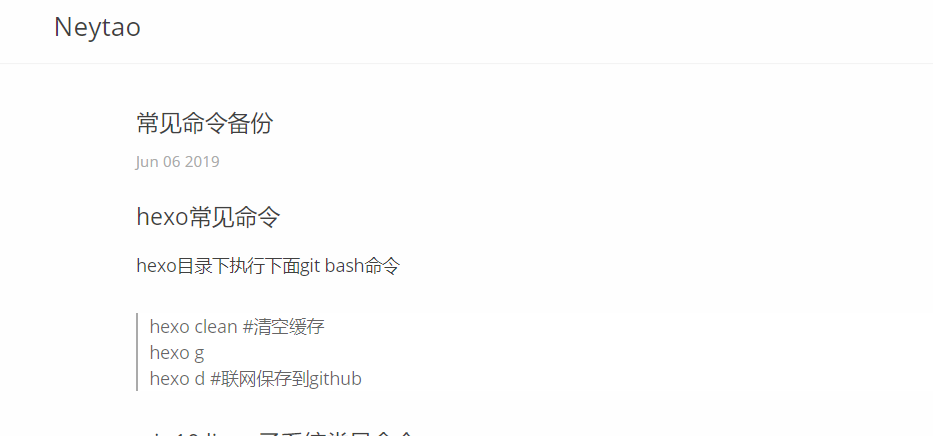 Neytao
常见命令备份
Jun 06 2019
hexo常见命令
hexo目录下执行下面git bash命令
hexo clean #清空缓存
hexo g
hexo d #联网保存到github